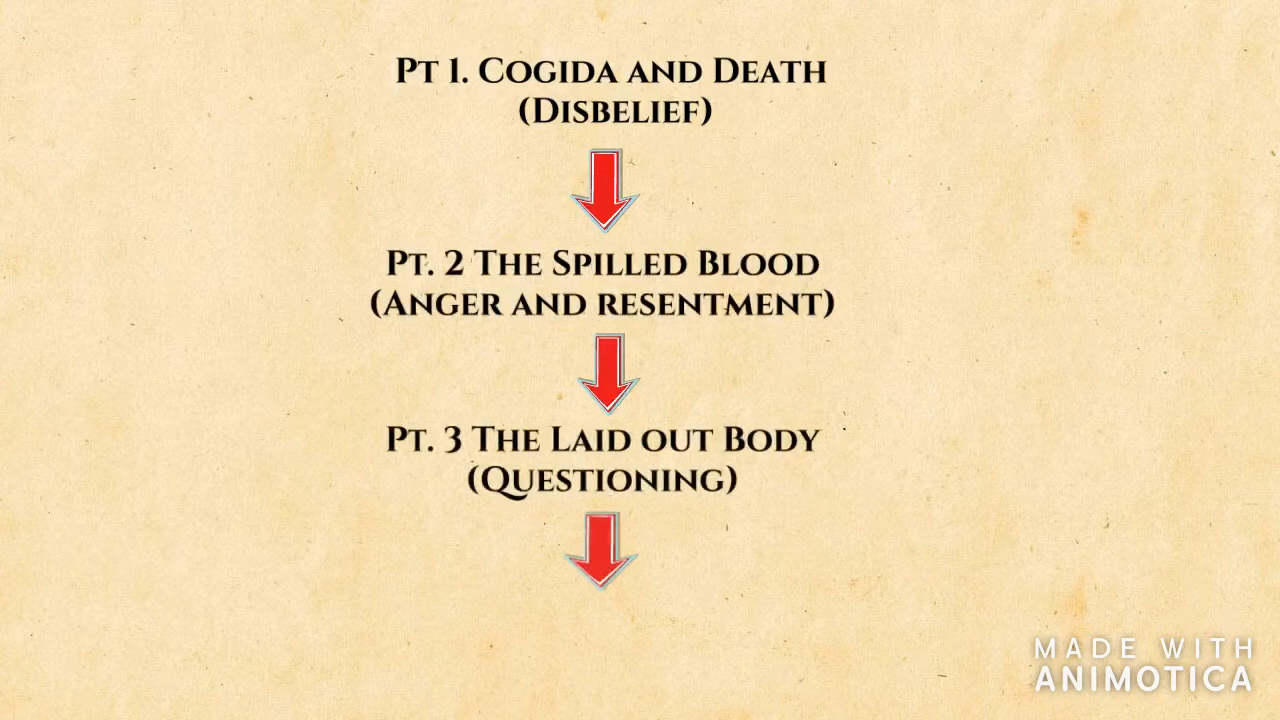 Pt 1. Cogida and Death
(Disbelief)
Pt. 2 The Spilled Blood
(Anger and resentment)
Pt. 3 The Laid out Body
(Questioning)
MADE WITH
ANIMOTICA